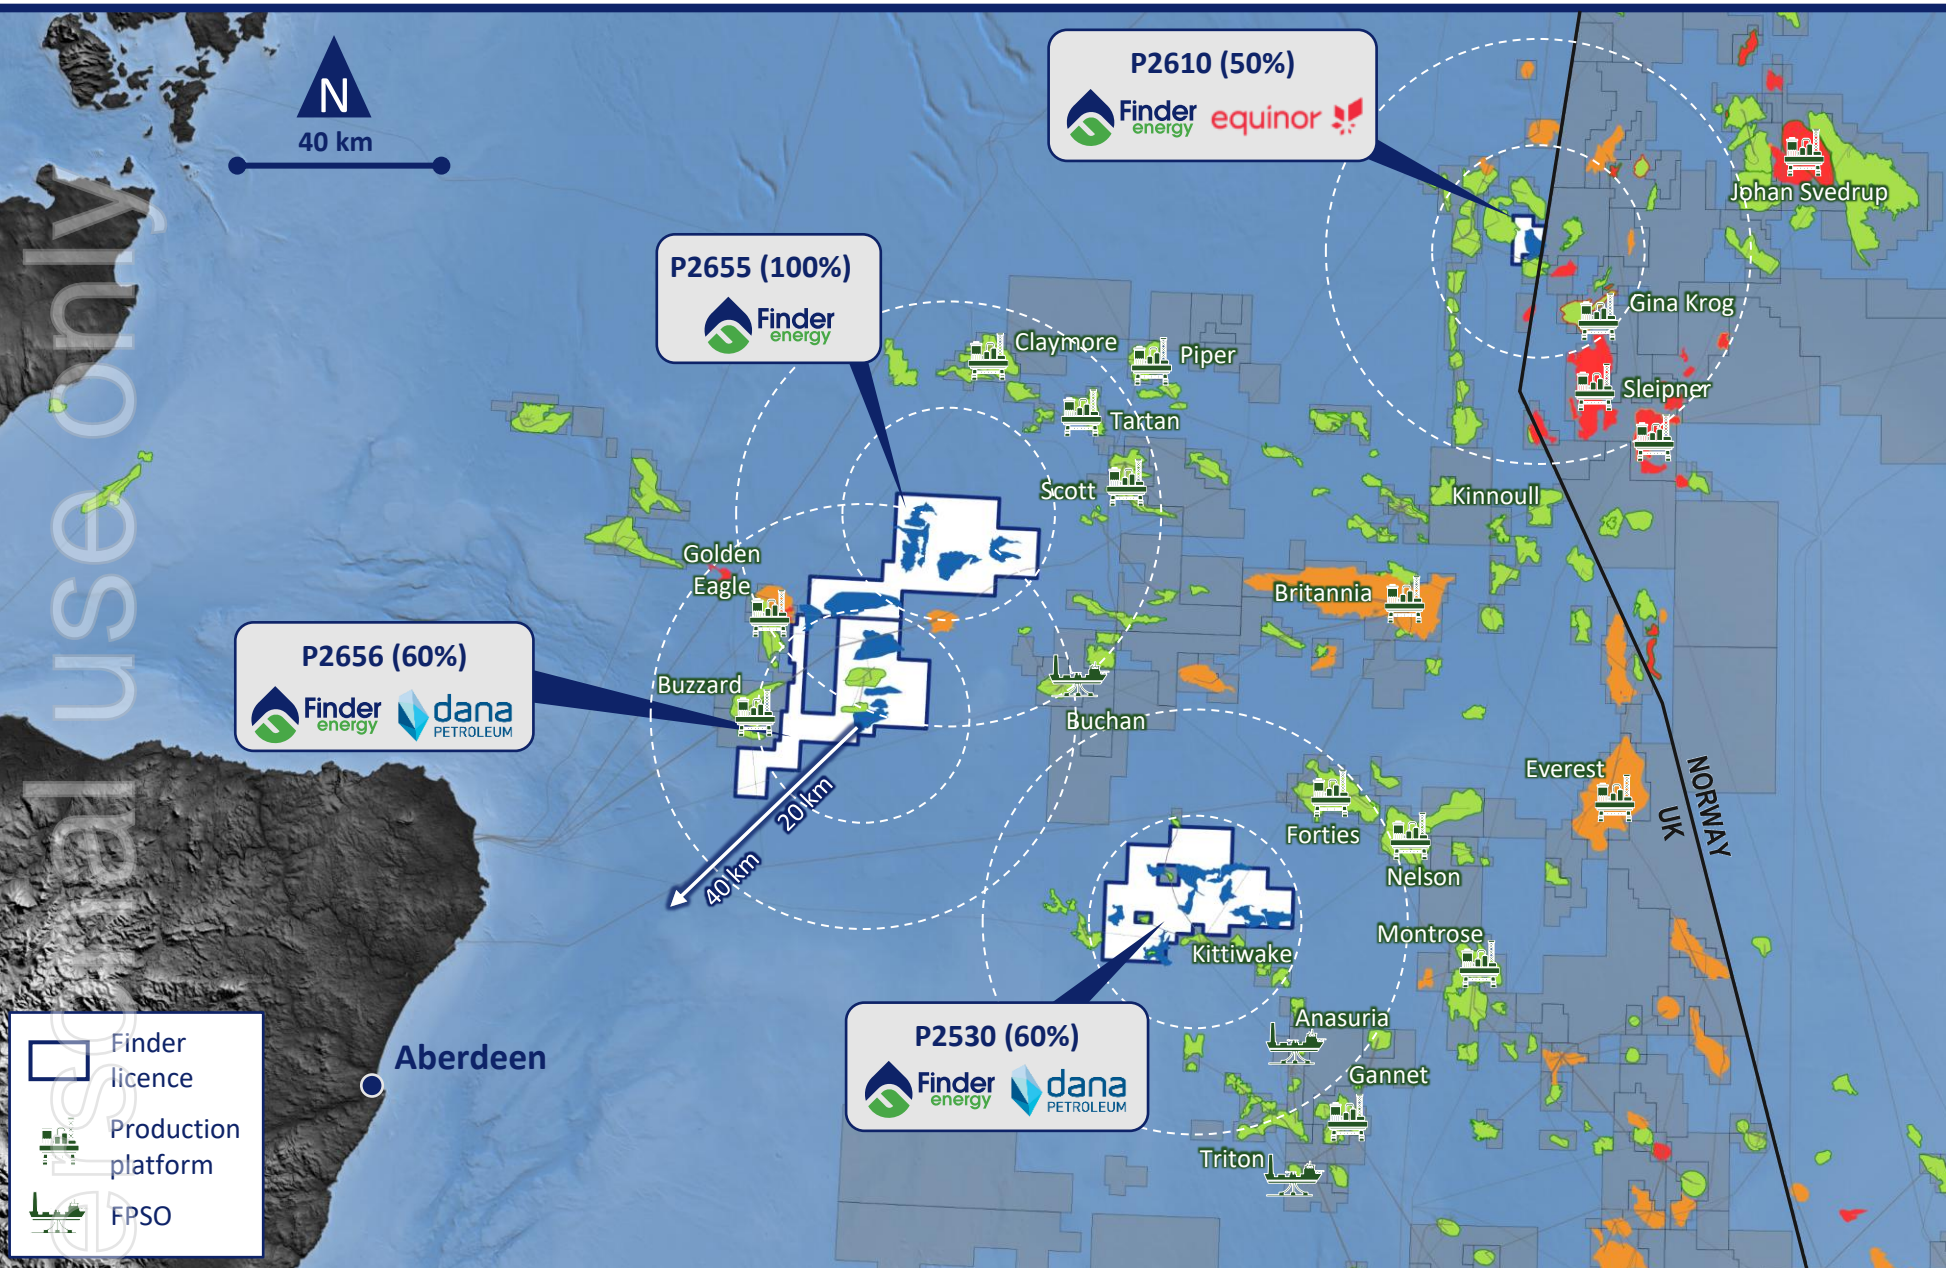 N
40 km
P2610 (50%)
Finder
energy
equinor
Johan Svedrup
P2655 (100%)
Finder
energy
Gina Krog
Claymore
Piper
Sleipner
Tartan
Scott
Kinnoull
Golden
Eagle
Britannia
P2656 (60%)
Finder
energy
dana
PETROLEUM
Buzzard
Buchan
20 km
40 km
Everest
NORWAY
UK
Forties
Nelson
Montrose
Kittiwake
P2530 (60%)
Finder
energy
dana
PETROLEUM
Anasuria
Gannet
Triton
Aberdeen
Finder
licence
Production
platform
FPSO
ersonal use only